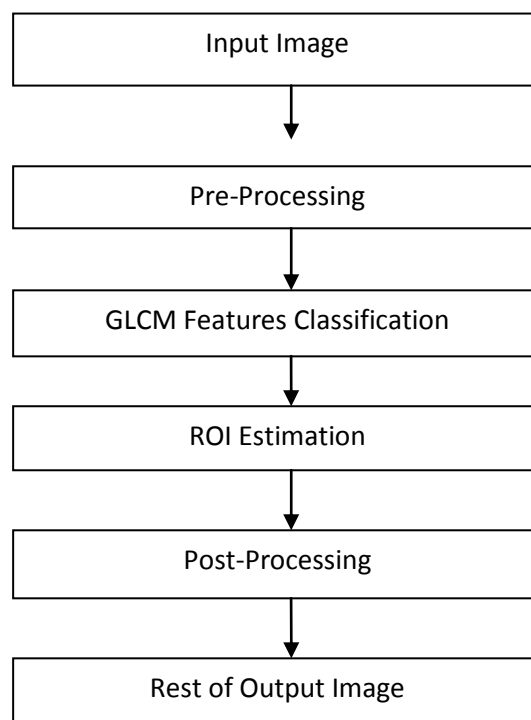 Input Image
Pre-Processing
GLCM Features Classification
ROI Estimation
Post-Processing
Rest of Output Image